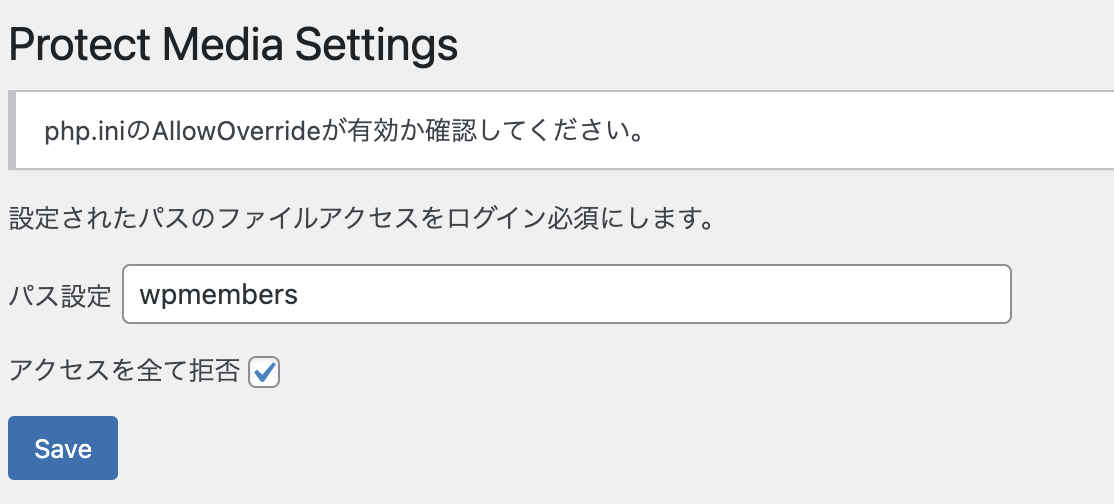 Protect Media Settings
php.iniのAllowOverrideが有効か確認してください。
設定されたパスのファイルアクセスをログイン必須にします。
パス設定 wpmembers
アクセスを全て拒否
Save